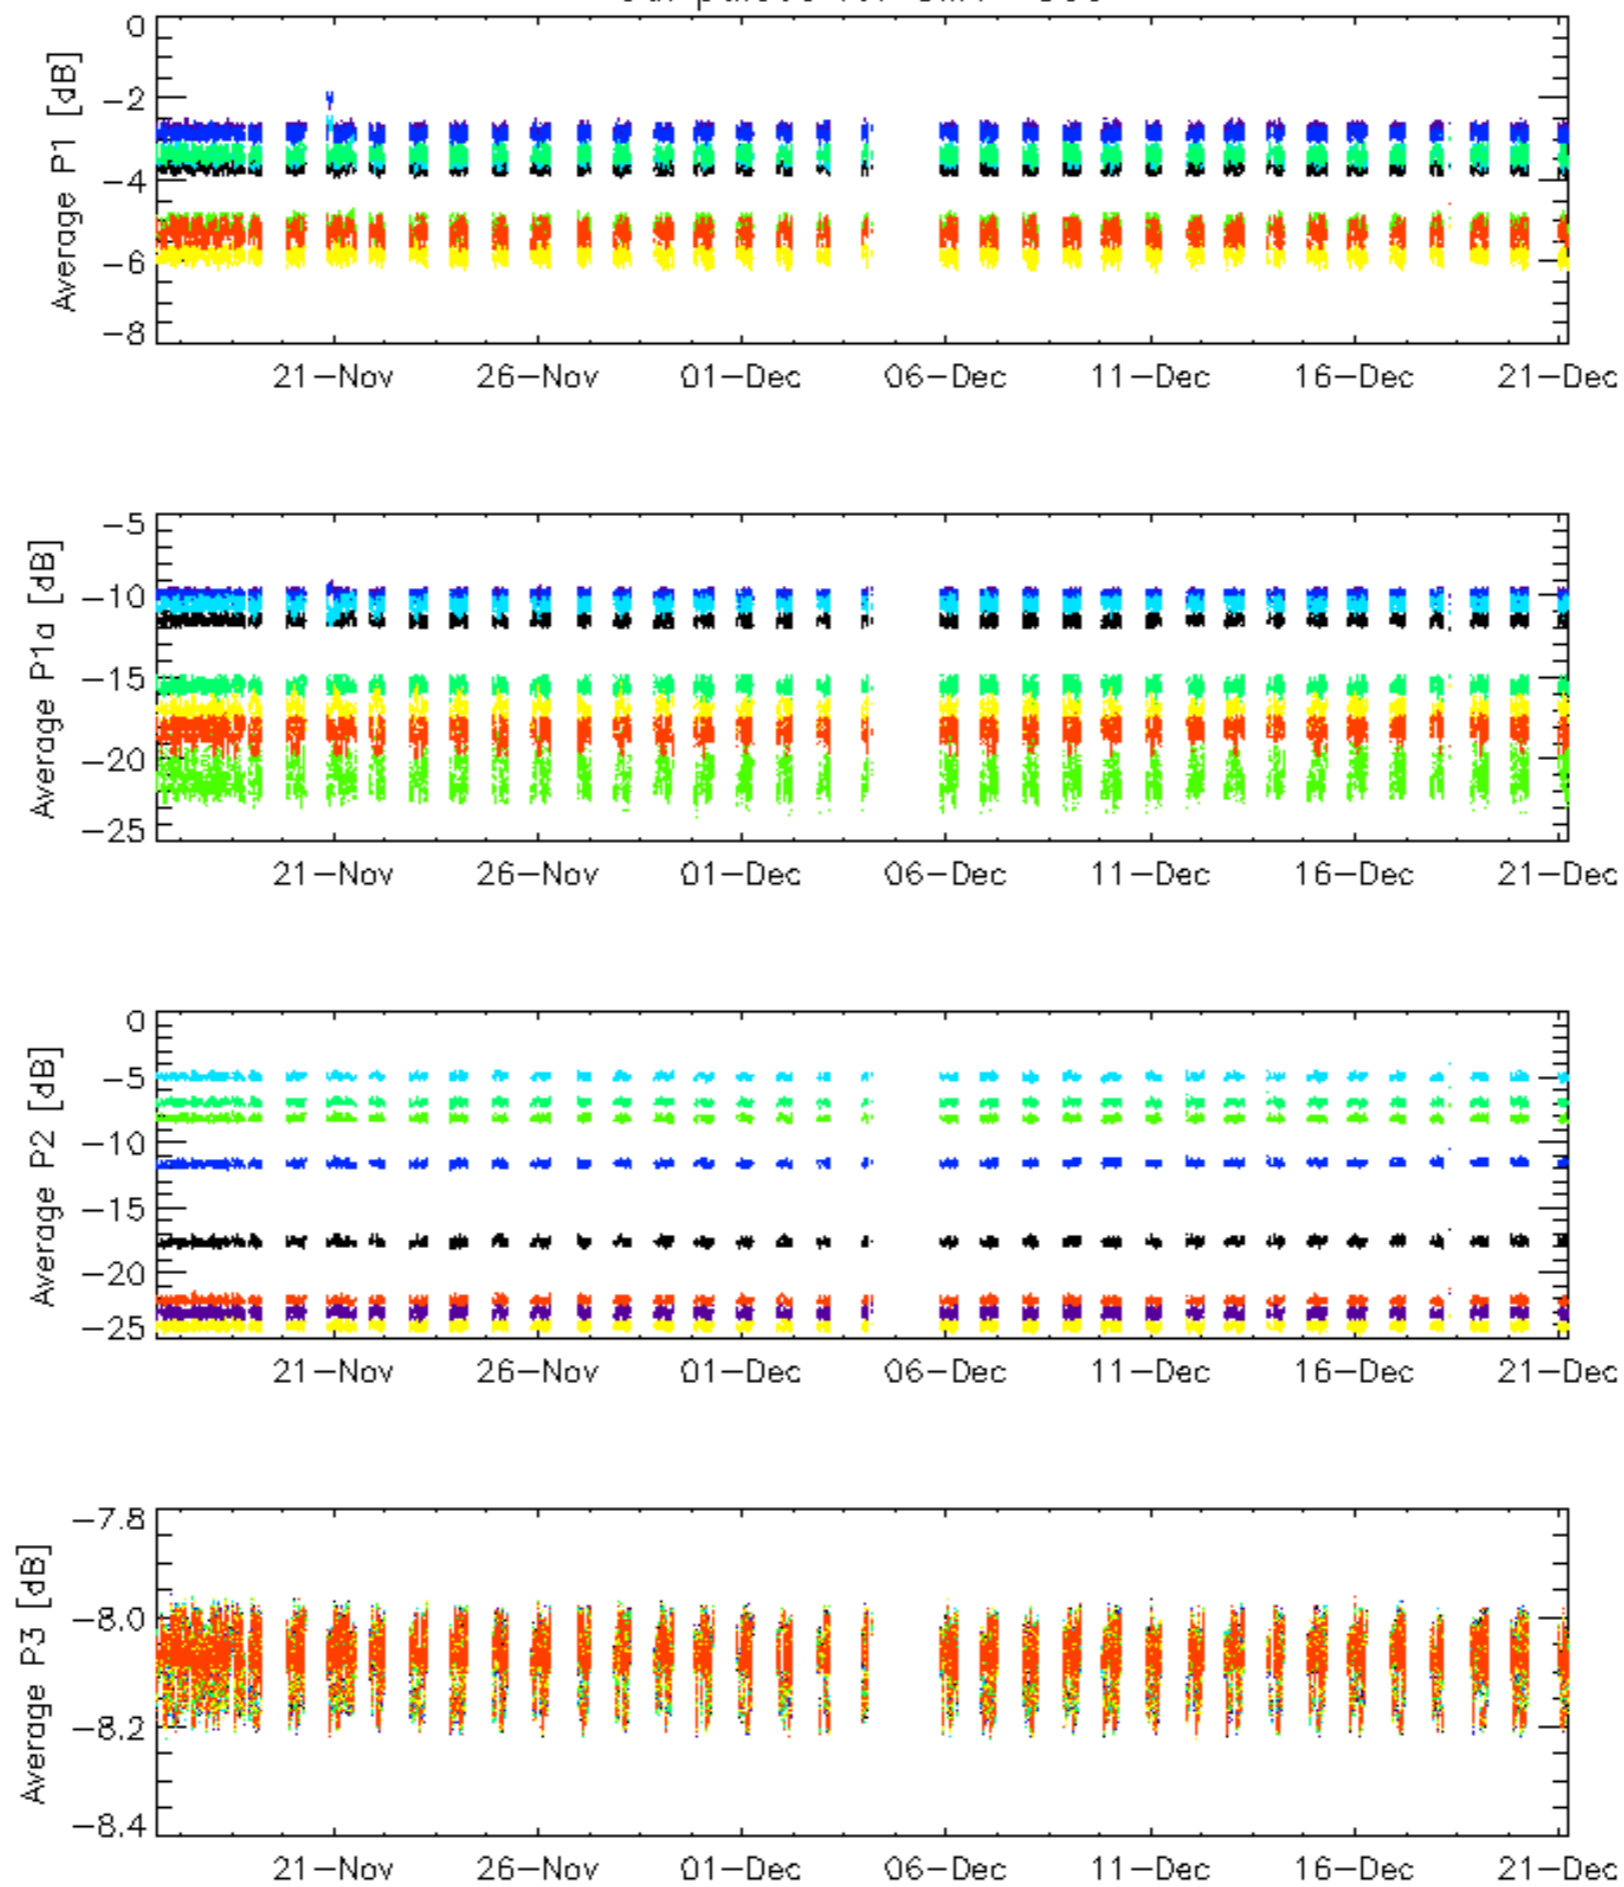 0
−2
−4
−6
−8
Average P1 [dB]
21−Nov 26−Nov 01−Dec 06−Dec 11−Dec 16−Dec 21−Dec
−5
−10
−15
−20
−25
Average P1a [dB]
21−Nov 26−Nov 01−Dec 06−Dec 11−Dec 16−Dec 21−Dec
0
−5
−10
−15
−20
−25
Average P2 [dB]
21−Nov 26−Nov 01−Dec 06−Dec 11−Dec 16−Dec 21−Dec
−7.8
−8.0
−8.2
−8.4
Average P3 [dB]
21−Nov 26−Nov 01−Dec 06−Dec 11−Dec 16−Dec 21−Dec